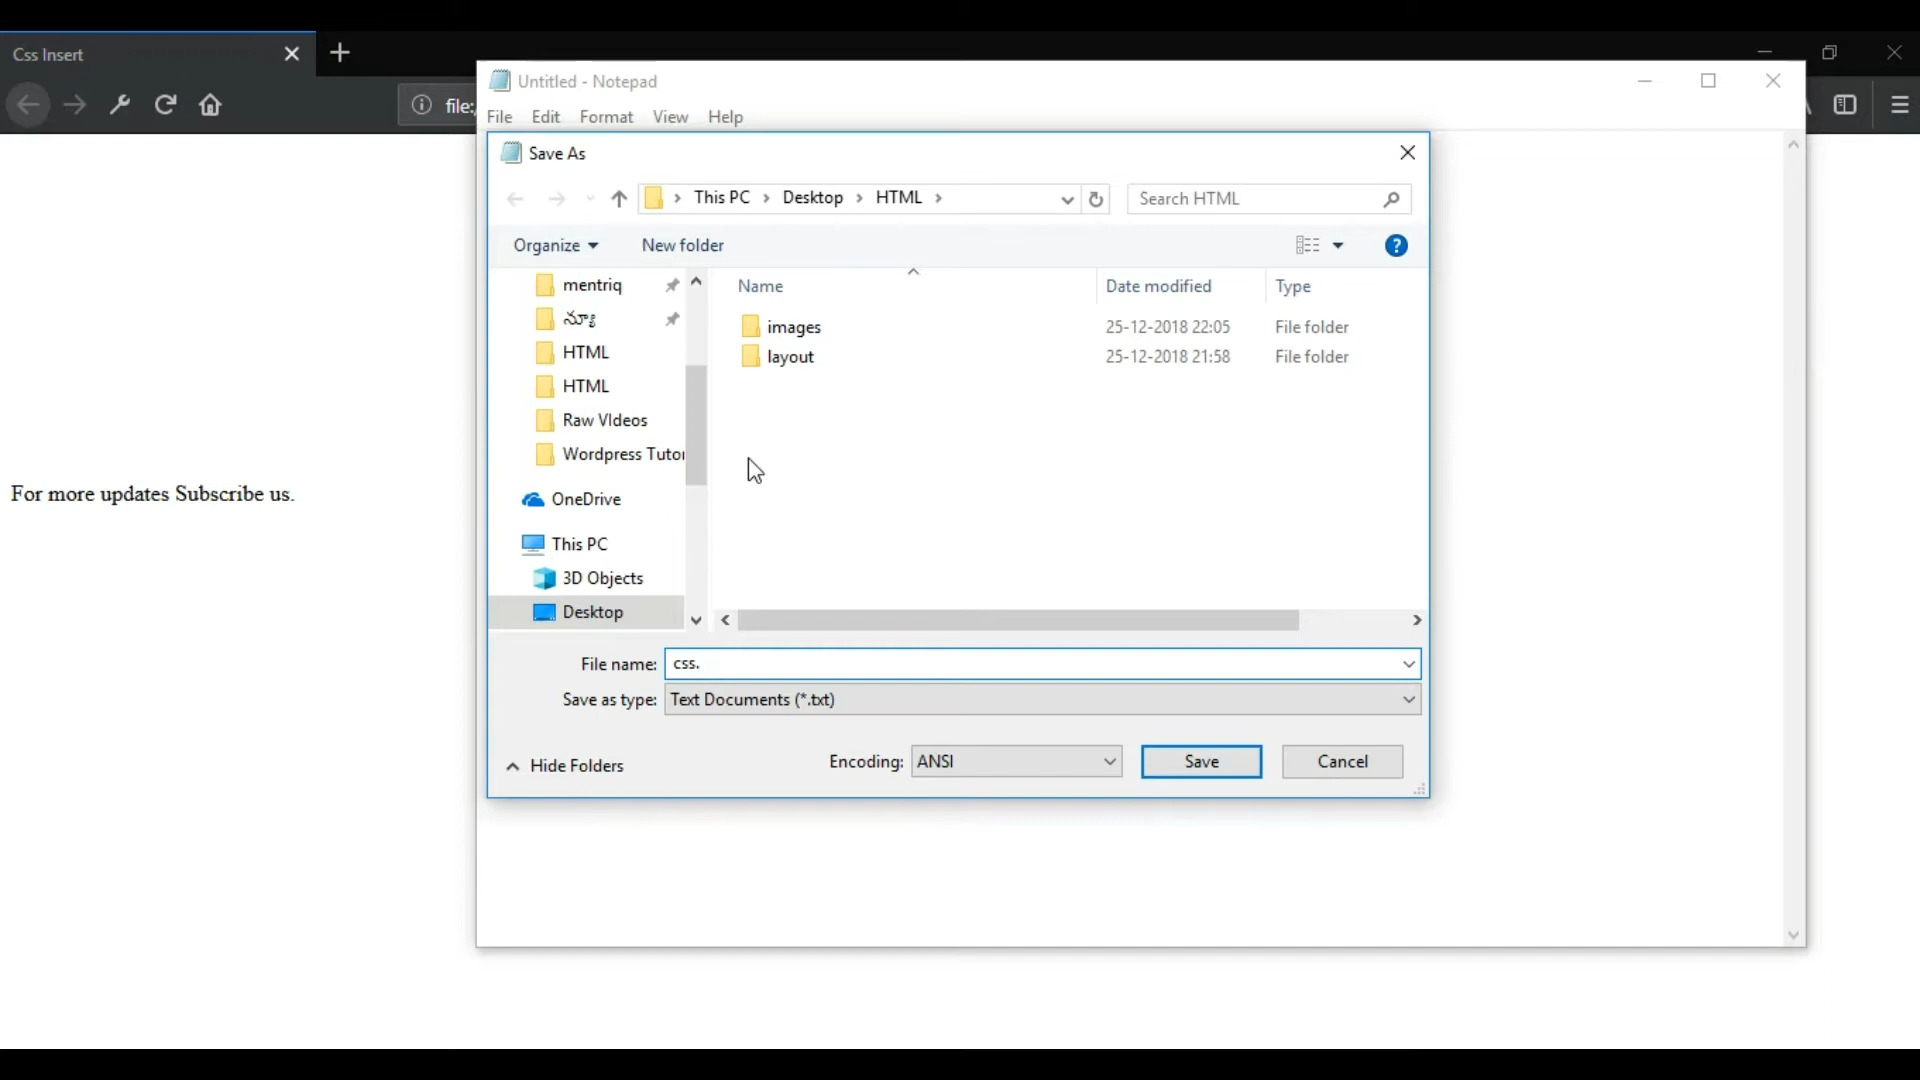 Css Insert
file:
Untitled - Notepad
File Edit Format View Help
Save As
This PC Desktop HTML
Search HTML
Organize New folder
mentriq
న్యూ
HTML
HTML
Raw VIdeos
Wordpress Tutor
OneDrive
This PC
3D Objects
Desktop
Name Date modified Type
images 25-12-2018 22:05 File folder
layout 25-12-2018 21:58 File folder
For more updates Subscribe us.
File name: css.
Save as type: Text Documents (*.txt)
Hide Folders
Encoding: ANSI Save Cancel